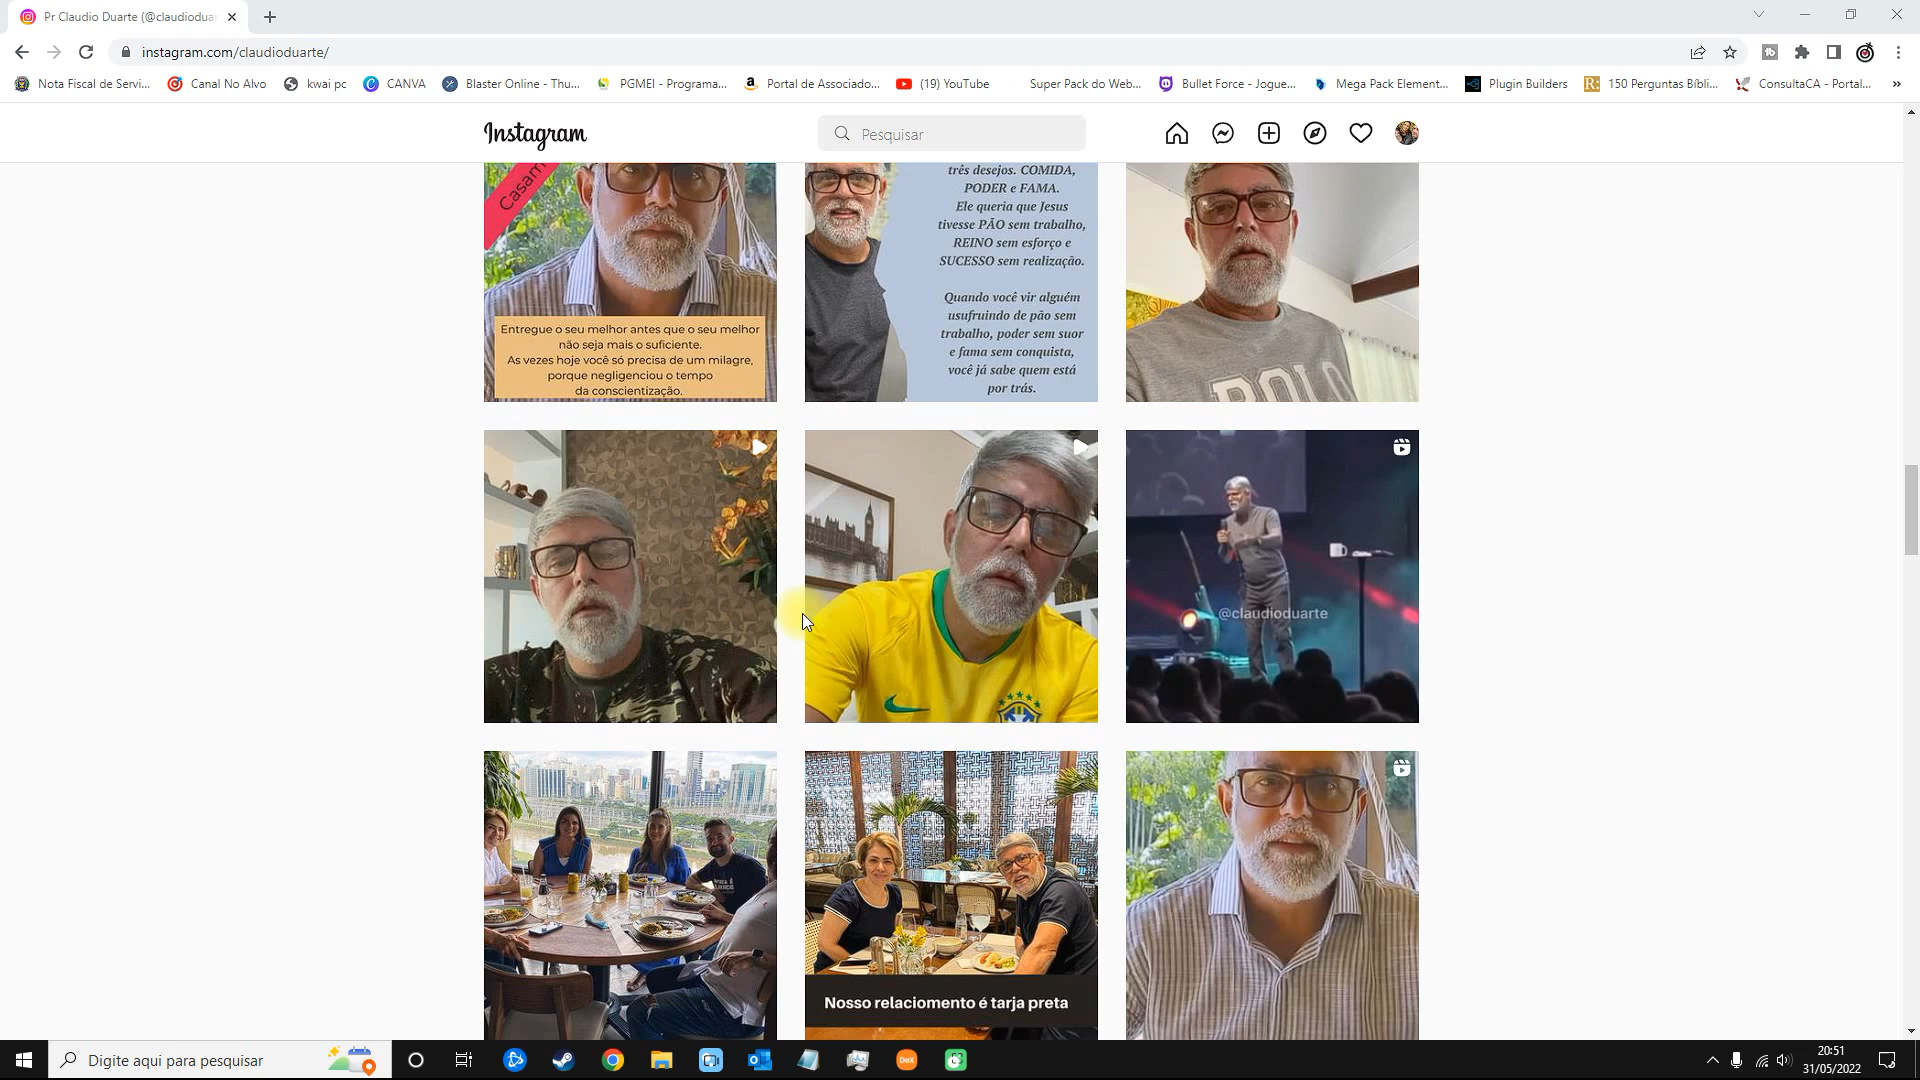 Pr Claudio Duarte (@claudioduar
instagram.com/claudioduarte/
Nota Fiscal de Servi...
Canal No Alvo
kwai pc
CANVA
Blaster Online - Thu...
PGMEI - Programa...
Portal de Associado...
(19) YouTube
Super Pack do Web...
Bullet Force - Jogue...
Mega Pack Element...
Plugin Builders
150 Perguntas Bíbli...
ConsultaCA - Portal...
»
Instagram
Pesquisar
Casam
Entregue o seu melhor antes que o seu melhor
não seja mais o suficiente.
As vezes hoje você só precisa de um milagre,
porque negligenciou o tempo
da conscientização.
três desejos. COMIDA,
PODER e FAMA.
Ele queria que Jesus
tivesse PÃO sem trabalho,
REINO sem esforço e
SUCESSO sem realização.
Quando você vir alguém
usufruindo de pão sem
trabalho, poder sem suor
e fama sem conquista,
você já sabe quem está
por trás.
POLO
@claudioduarte
Nosso relaciomento é tarja preta
Digite aqui para pesquisar
DeX
20:51
31/05/2022